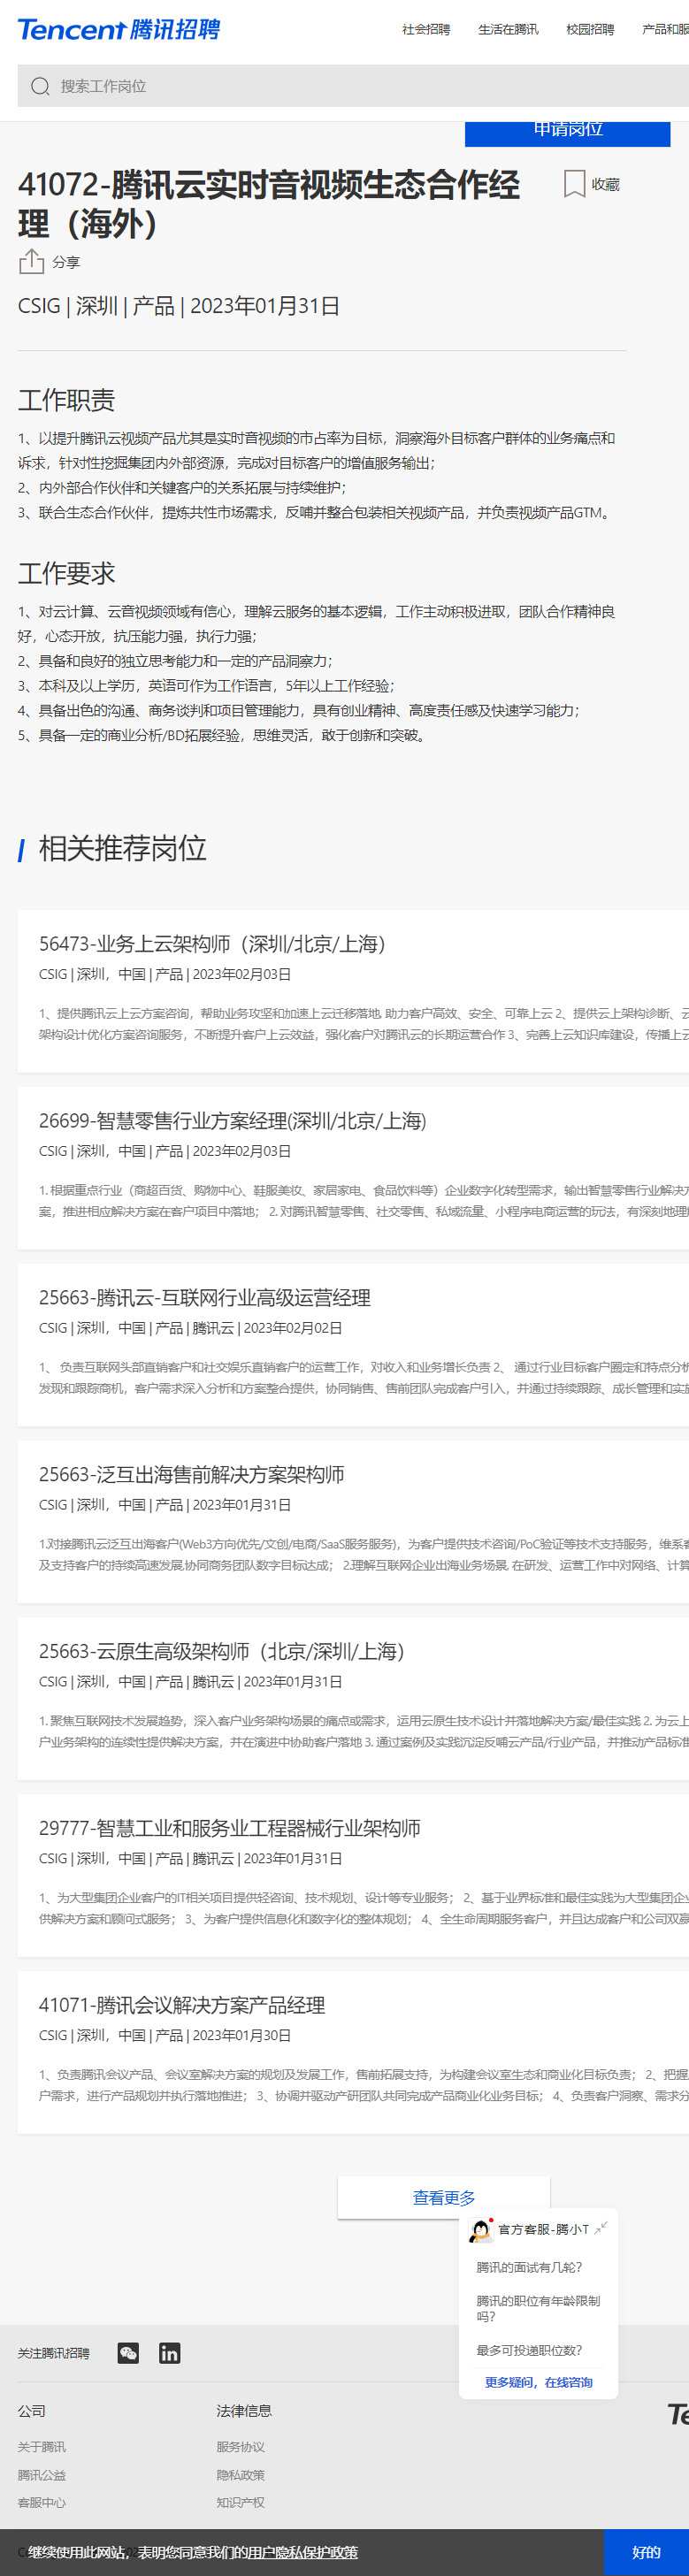 Tencent 腾讯招聘
社会招聘 生活在腾讯 校园招聘 产品和服
搜索工作岗位
申请岗位
41072-腾讯云实时音视频生态合作经
理（海外）
收藏
分享
CSIG | 深圳 | 产品 | 2023年01月31日
工作职责
1、以提升腾讯云视频产品尤其是实时音视频的市占率为目标，洞察海外目标客户群体的业务痛点和
诉求，针对性挖掘集团内外部资源，完成对目标客户的增值服务输出；
2、内外部合作伙伴和关键客户的关系拓展与持续维护；
3、联合生态合作伙伴，提炼共性市场需求，反哺并整合包装相关视频产品，并负责视频产品GTM。
工作要求
1、对云计算、云音视频领域有信心，理解云服务的基本逻辑，工作主动积极进取，团队合作精神良
好，心态开放，抗压能力强，执行力强；
2、具备和良好的独立思考能力和一定的产品洞察力；
3、本科及以上学历，英语可作为工作语言，5年以上工作经验；
4、具备出色的沟通、商务谈判和项目管理能力，具有创业精神、高度责任感及快速学习能力；
5、具备一定的商业分析/BD拓展经验，思维灵活，敢于创新和突破。
相关推荐岗位
56473-业务上云架构师（深圳/北京/上海）
CSIG | 深圳，中国 | 产品 | 2023年02月03日
1、提供腾讯云上云方案咨询，帮助业务攻坚和加速上云迁移落地, 助力客户高效、安全、可靠上云 2、提供云上架构诊断、云
架构设计优化方案咨询服务，不断提升客户上云效益，强化客户对腾讯云的长期运营合作 3、完善上云知识库建设，传播上云
26699-智慧零售行业方案经理(深圳/北京/上海)
CSIG | 深圳，中国 | 产品 | 2023年02月03日
1. 根据重点行业（商超百货、购物中心、鞋服美妆、家居家电、食品饮料等）企业数字化转型需求，输出智慧零售行业解决方
案，推进相应解决方案在客户项目中落地； 2. 对腾讯智慧零售、社交零售、私域流量、小程序电商运营的玩法，有深刻地理
25663-腾讯云-互联网行业高级运营经理
CSIG | 深圳，中国 | 产品 | 腾讯云 | 2023年02月02日
1、 负责互联网头部直销客户和社交娱乐直销客户的运营工作，对收入和业务增长负责 2、 通过行业目标客户圈定和特点分析
发现和跟踪商机，客户需求深入分析和方案整合提供，协同销售、售前团队完成客户引入，并通过持续跟踪、成长管理和实施
25663-泛互出海售前解决方案架构师
CSIG | 深圳，中国 | 产品 | 2023年01月31日
1.对接腾讯云泛互出海客户(Web3方向优先/文创/电商/SaaS服务服务)，为客户提供技术咨询/PoC验证等技术支持服务，维系客
及支持客户的持续高速发展,协同商务团队数字目标达成； 2.理解互联网企业出海业务场景, 在研发、运营工作中对网络、计算
25663-云原生高级架构师（北京/深圳/上海）
CSIG | 深圳，中国 | 产品 | 腾讯云 | 2023年01月31日
1. 聚焦互联网技术发展趋势，深入客户业务架构场景的痛点或需求，运用云原生技术设计并落地解决方案/最佳实践 2. 为云上
户业务架构的连续性提供解决方案，并在演进中协助客户落地 3. 通过案例及实践沉淀反哺云产品/行业产品，并推动产品标准
29777-智慧工业和服务业工程器械行业架构师
CSIG | 深圳，中国 | 产品 | 腾讯云 | 2023年01月31日
1、为大型集团企业客户的IT相关项目提供轻咨询、技术规划、设计等专业服务； 2、基于业界标准和最佳实践为大型集团企业
供解决方案和顾问式服务； 3、为客户提供信息化和数字化的整体规划； 4、全生命周期服务客户，并且达成客户和公司双赢
41071-腾讯会议解决方案产品经理
CSIG | 深圳，中国 | 产品 | 2023年01月30日
1、负责腾讯会议产品、会议室解决方案的规划及发展工作，售前拓展支持，为构建会议室生态和商业化目标负责； 2、把握
户需求，进行产品规划并执行落地推进； 3、协调并驱动产研团队共同完成产品商业化业务目标； 4、负责客户洞察、需求分
查看更多
官方客服-腾小T
腾讯的面试有几轮？
腾讯的职位有年龄限制
吗？
最多可投递职位数？
更多疑问，在线咨询
关注腾讯招聘
公司 法律信息
Te
关于腾讯 服务协议
腾讯公益 隐私政策
客服中心 知识产权
继续使用此网站，表明您同意我们的用户隐私保护政策
好的